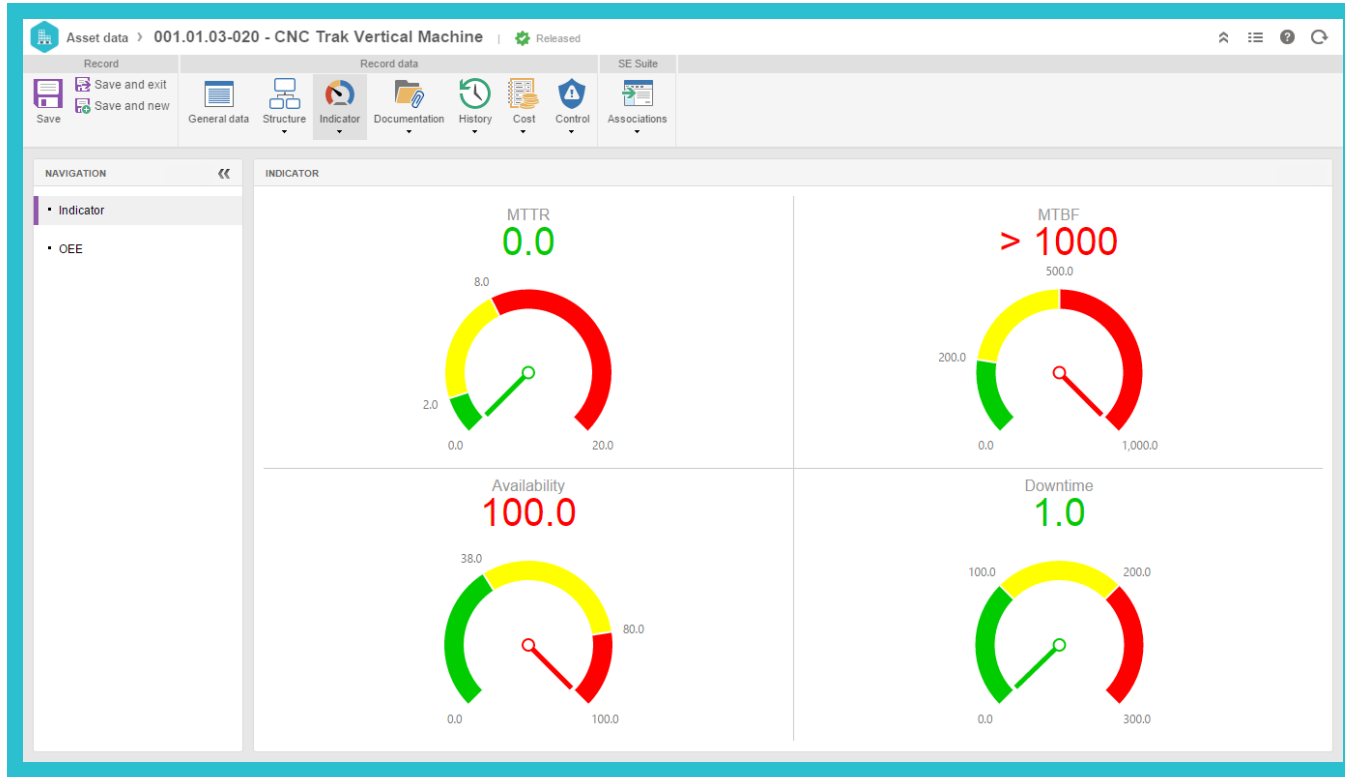 Asset data > 001.01.03-020 - CNC Trak Vertical Machine | Released
Record
Record data
SE Suite
Save
Save and exit
Save and new
General data
Structure
Indicator
Documentation
History
Cost
Control
Associations
NAVIGATION
INDICATOR
Indicator
OEE
MTTR
0.0
8.0
2.0
0.0
20.0
MTBF
> 1000
500.0
200.0
0.0
1,000.0
Availability
100.0
38.0
80.0
0.0
100.0
Downtime
1.0
100.0
200.0
0.0
300.0